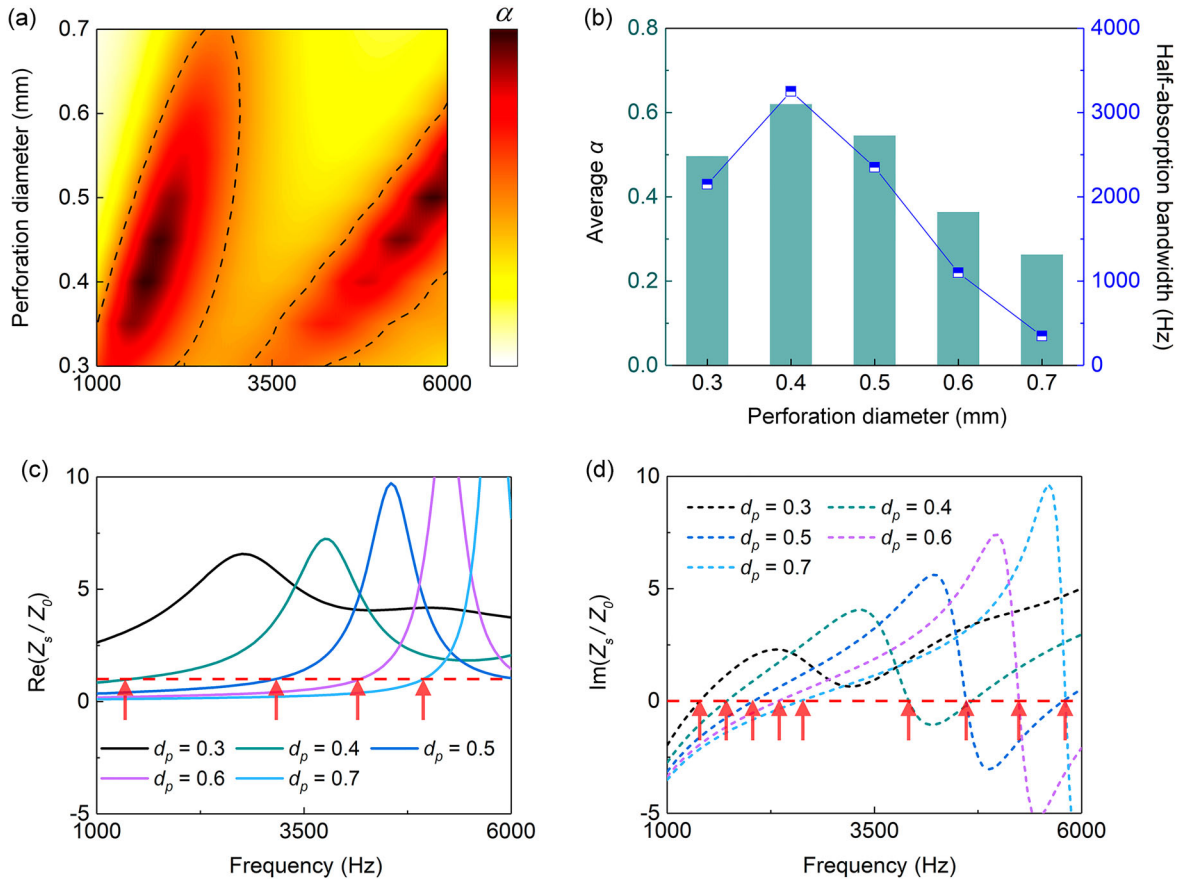 (a)
α
0.7
0.6
0.5
0.4
0.3
Perforation diameter (mm)
1000 3500 6000
(b)
0.8
0.6
0.4
0.2
0.0
Average α
4000
3000
2000
1000
0
Half-absorption bandwidth (Hz)
0.3 0.4 0.5 0.6 0.7
Perforation diameter (mm)
(c)
10
5
0
-5
Re(Zs / Z0)
dp = 0.3 dp = 0.4 dp = 0.5
dp = 0.6 dp = 0.7
1000 3500 6000
Frequency (Hz)
(d)
10
5
0
-5
Im(Zs / Z0)
dp = 0.3 dp = 0.4
dp = 0.5 dp = 0.6
dp = 0.7
1000 3500 6000
Frequency (Hz)